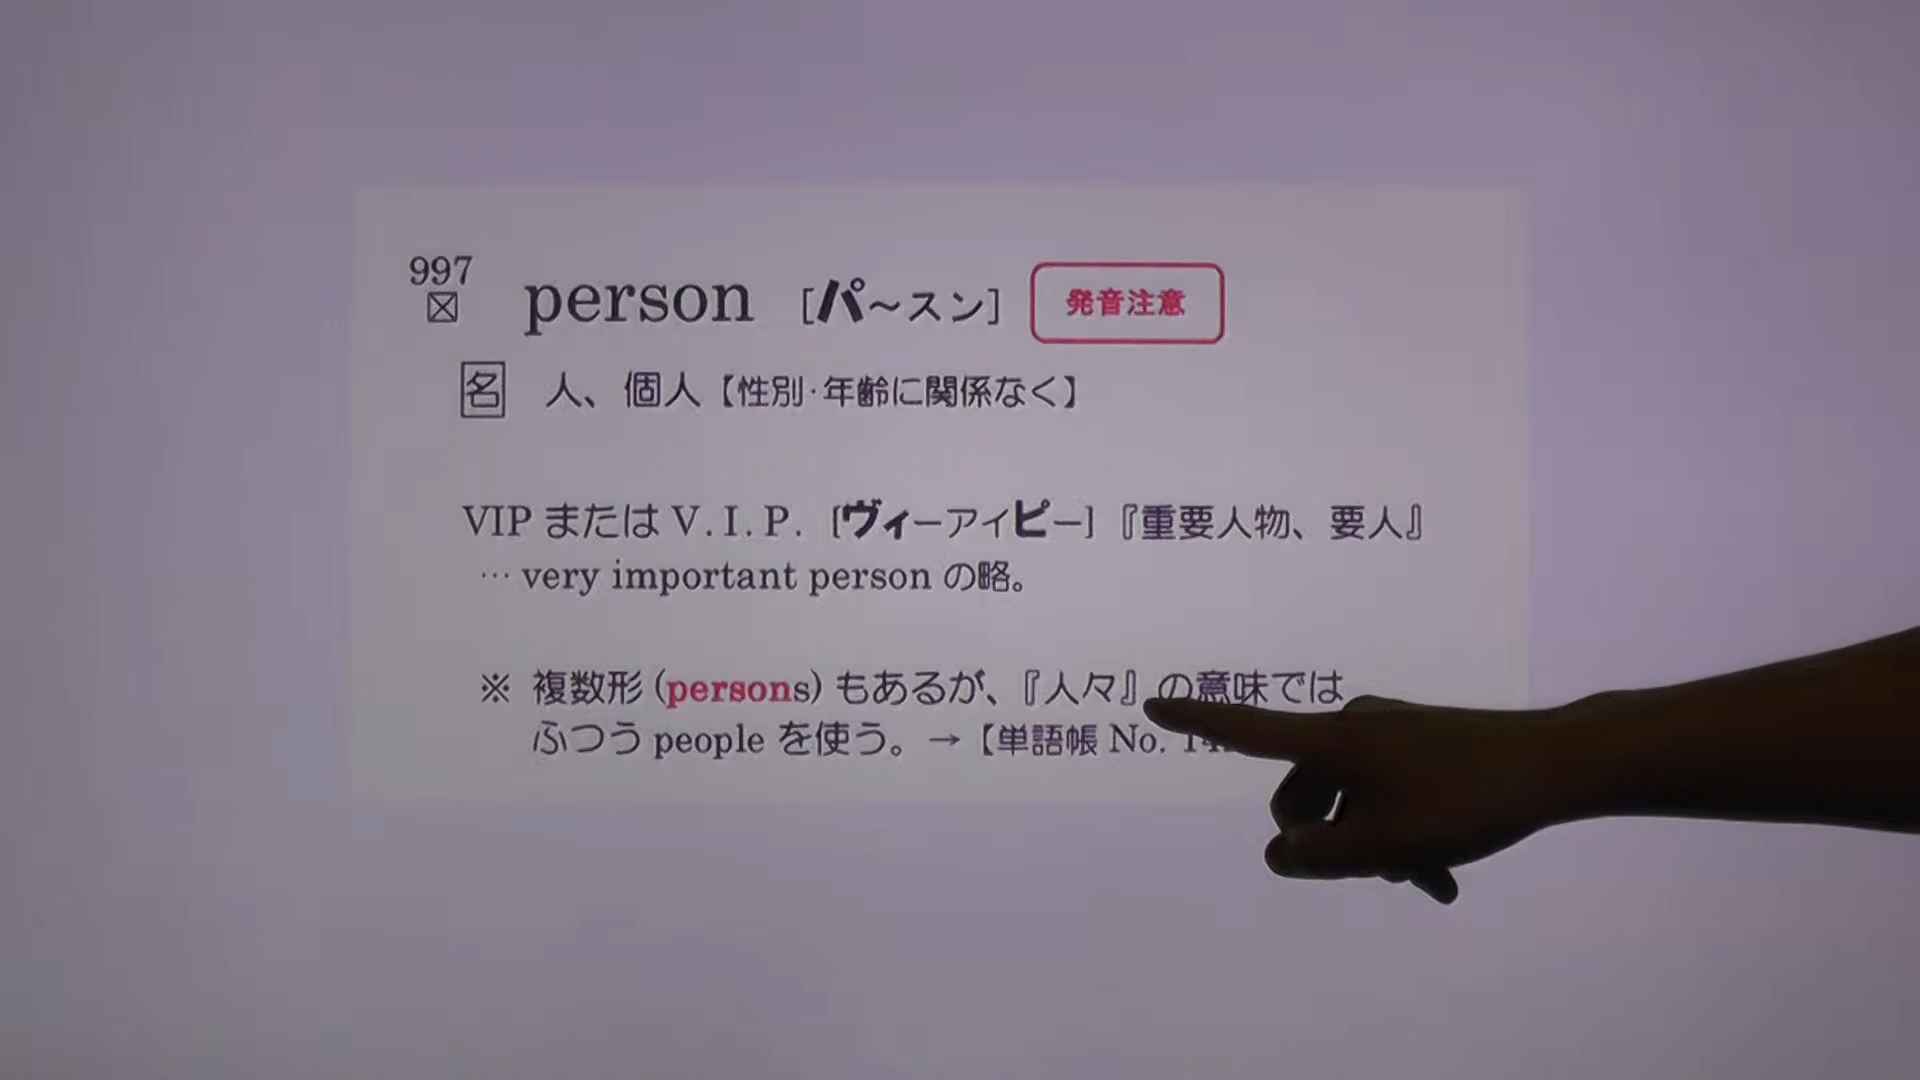 997
person [パ～スン] 発音注意
名 人、個人【性別·年齢に関係なく】
VIP または V.I.P. [ヴィーアイピー]『重要人物、要人』
… very important person の略。
※ 複数形 (persons) もあるが、『人々』の意味では
ふつう people を使う。→【単語帳 No.